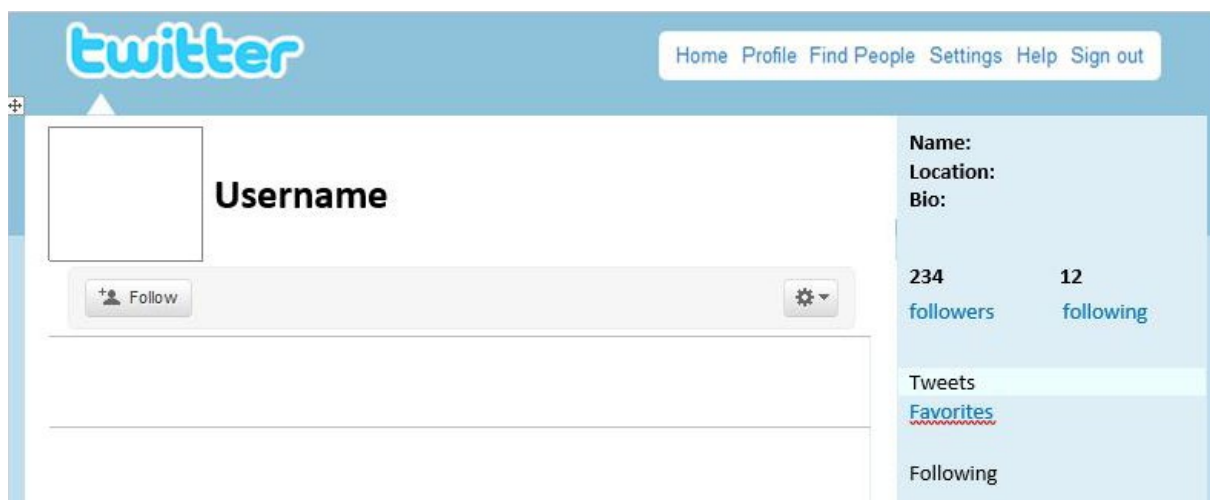 twitter
Home Profile Find People Settings Help Sign out
Username
Follow
Name:
Location:
Bio:
234 12
followers following
Tweets
Favorites
Following